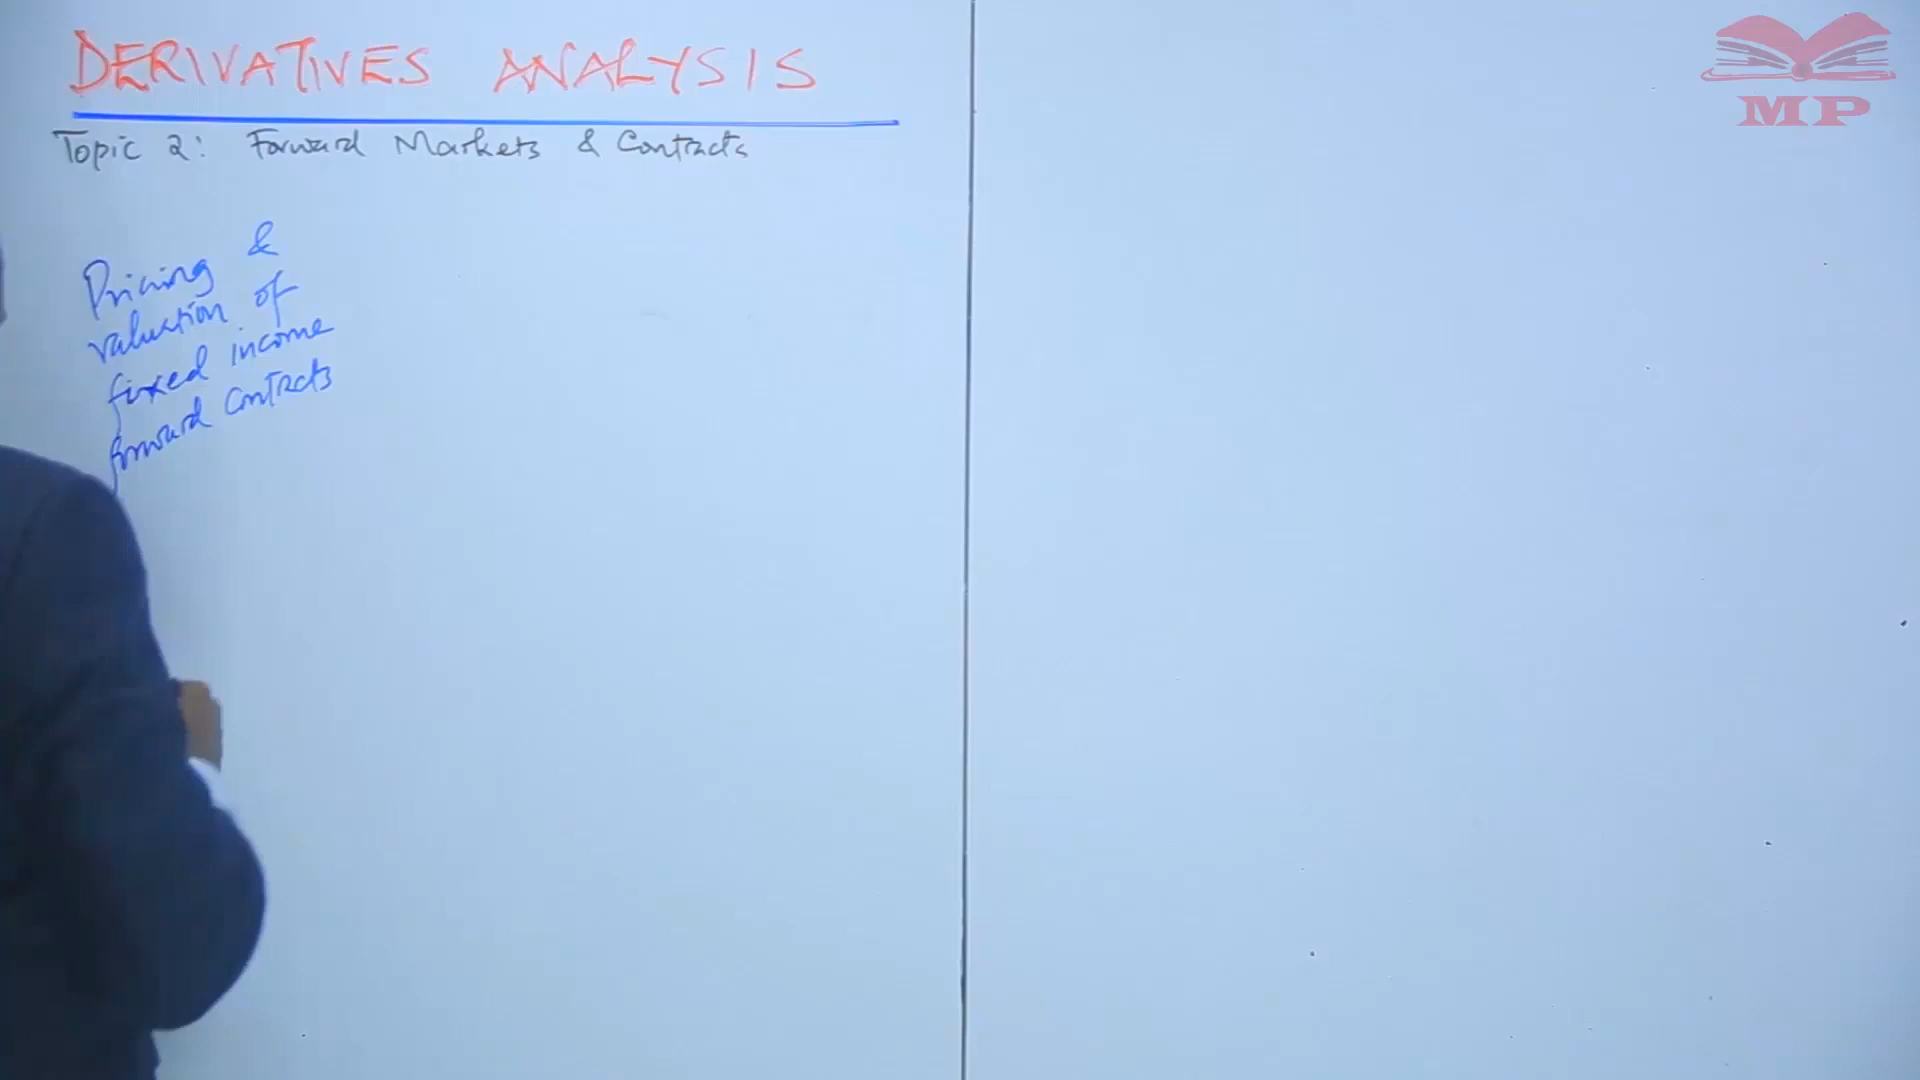 DERIVATIVES ANALYSIS
Topic 2: Forward Markets & Contracts
Pricing &
valuation of
fixed income
forward contracts
MP